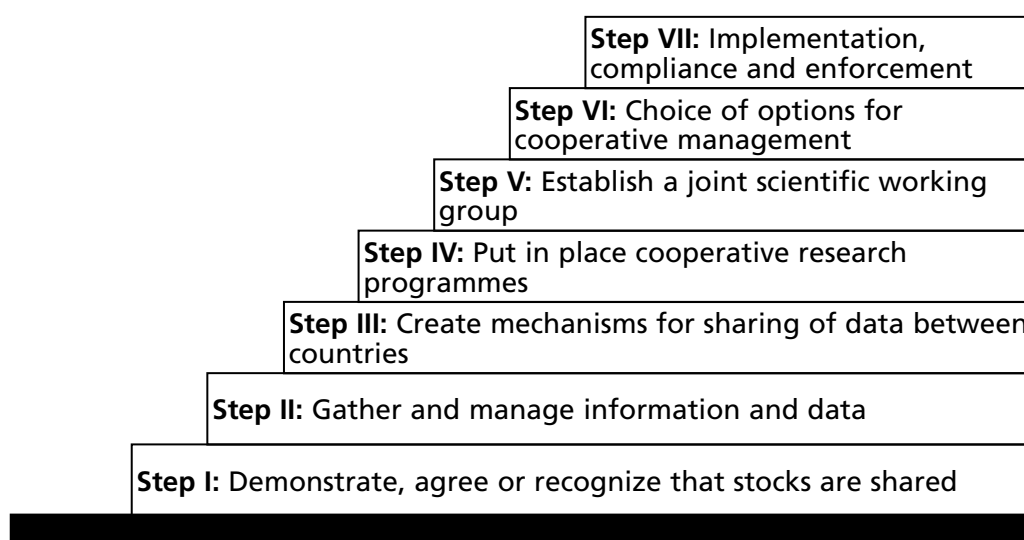 Step VII: Implementation,
compliance and enforcement
Step VI: Choice of options for
cooperative management
Step V: Establish a joint scientific working
group
Step IV: Put in place cooperative research
programmes
Step III: Create mechanisms for sharing of data between
countries
Step II: Gather and manage information and data
Step I: Demonstrate, agree or recognize that stocks are shared